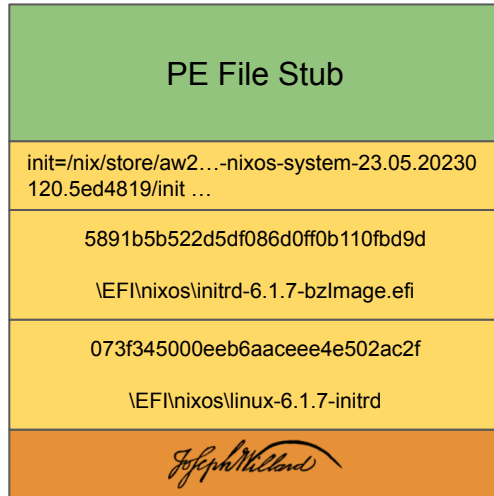 PE File Stub
init=/nix/store/aw2…-nixos-system-23.05.20230
120.5ed4819/init …
5891b5b522d5df086d0ff0b110fbd9d
\EFI\nixos\initrd-6.1.7-bzImage.efi
073f345000eeb6aaceee4e502ac2f
\EFI\nixos\linux-6.1.7-initrd
Joseph Willard